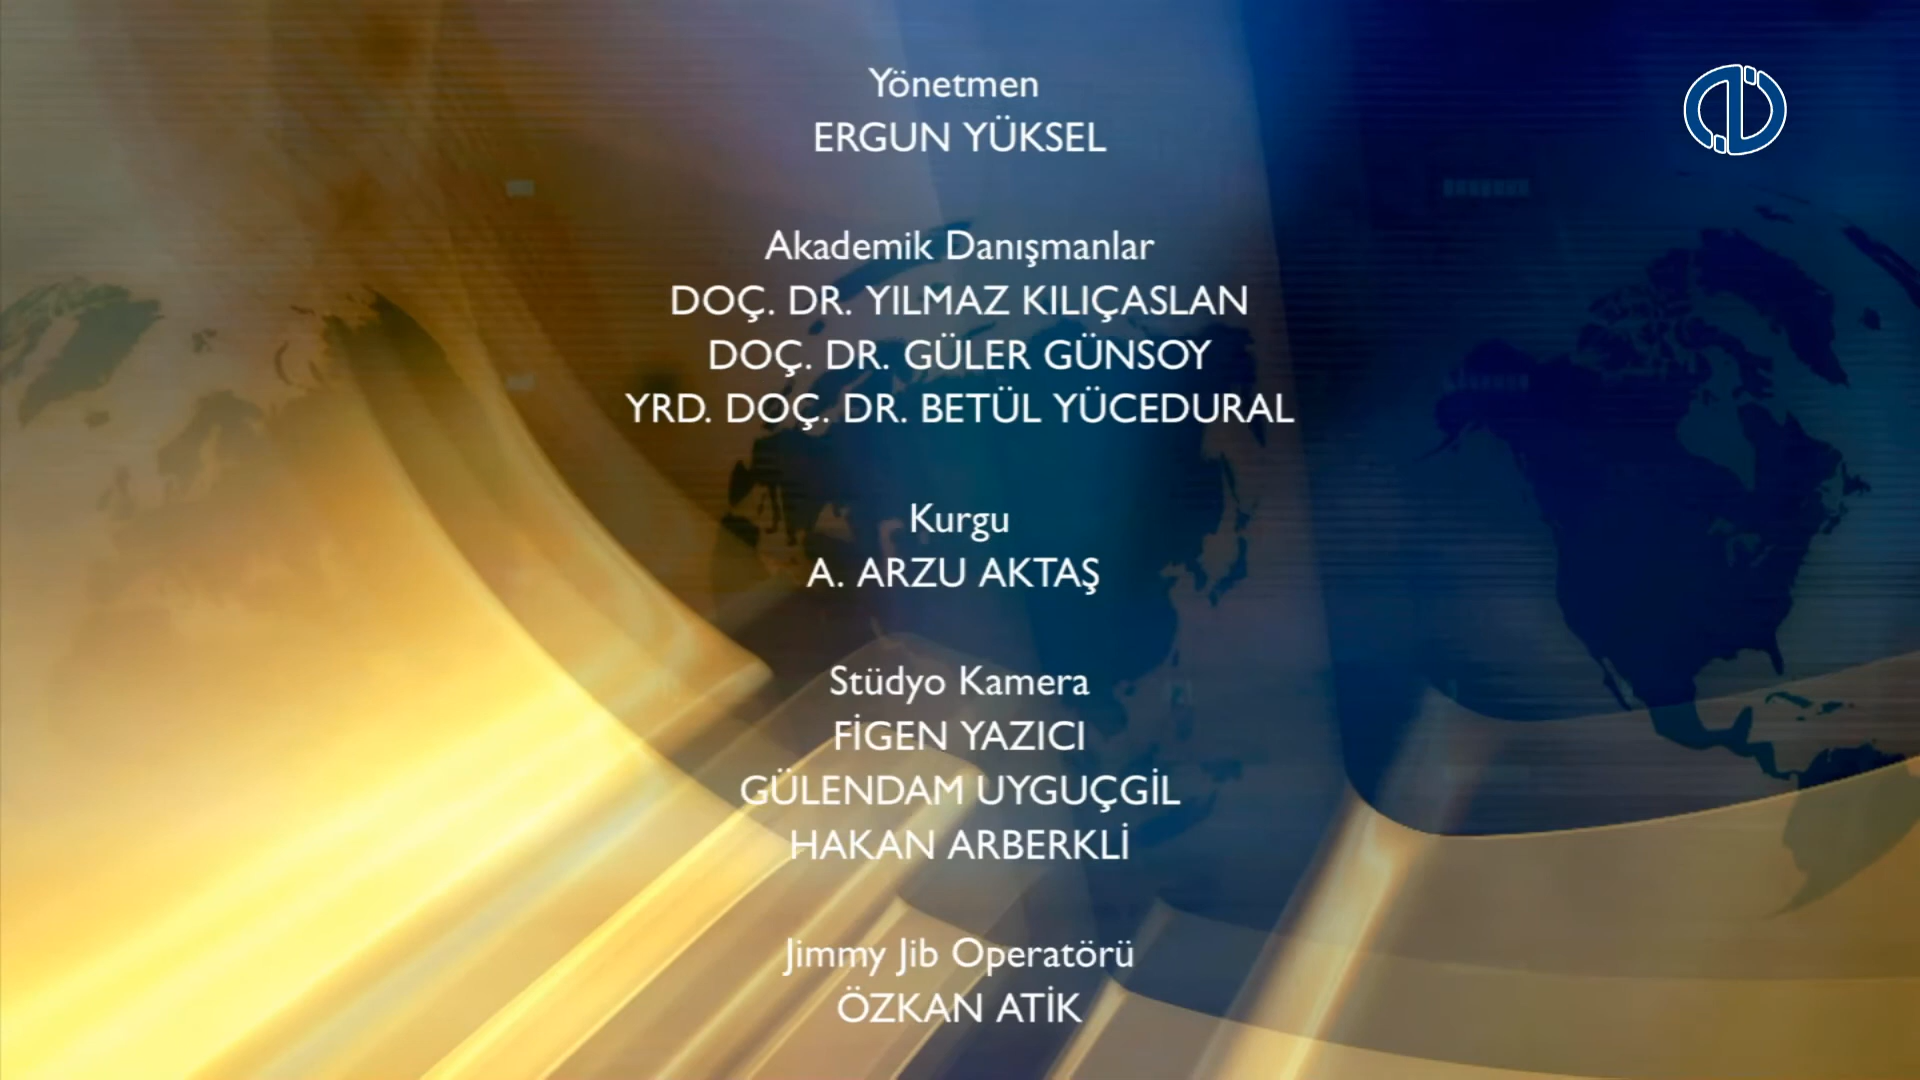 Yönetmen
ERGUN YÜKSEL
Akademik Danışmanlar
DOÇ. DR. YILMAZ KILIÇASLAN
DOÇ. DR. GÜLER GÜNSOY
YRD. DOÇ. DR. BETÜL YÜCEDURAL
Kurgu
A. ARZU AKTAŞ
Stüdyo Kamera
FİGEN YAZICI
GÜLENDAM UYGUÇGİL
HAKAN ARBERKLİ
Jimmy Jib Operatörü
ÖZKAN ATİK